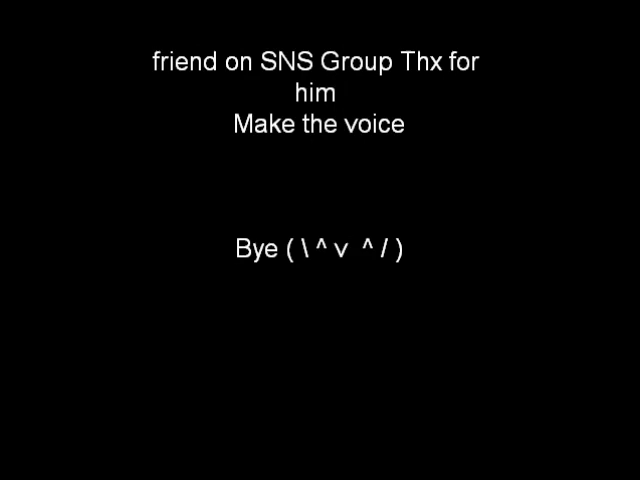 friend on SNS Group Thx for
him
Make the voice
Bye ( \ ^ v  ^ / )